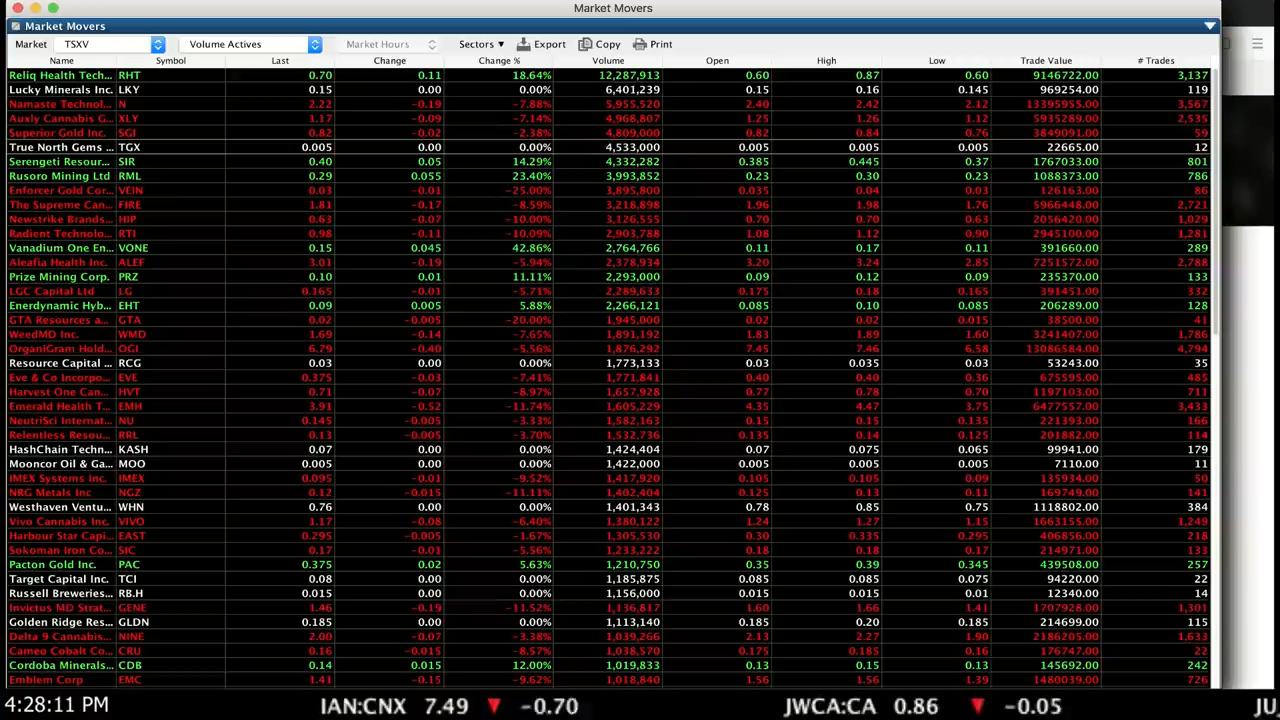 Market Movers
Market Movers
Market TSXV Volume Actives Market Hours Sectors Export Copy Print
Name Symbol Last Change Change % Volume Open High Low Trade Value # Trades
Reliq Health Tech... RHT 0.70 0.11 18.64% 12,287,913 0.60 0.87 0.60 9146722.00 3,137
Lucky Minerals Inc. LKY 0.15 0.00 0.00% 6,401,239 0.15 0.16 0.145 969254.00 119
Namaste Technol... N 2.22 -0.19 -7.88% 5,955,520 2.40 2.42 2.12 13395955.00 3,567
Auxly Cannabis G... XLY 1.17 -0.09 -7.14% 4,968,807 1.25 1.26 1.12 5935289.00 2,535
Superior Gold Inc. SGI 0.82 -0.02 -2.38% 4,809,000 0.82 0.84 0.76 3849091.00 59
True North Gems ... TGX 0.005 0.00 0.00% 4,533,000 0.005 0.005 0.005 22665.00 12
Serengeti Resour... SIR 0.40 0.05 14.29% 4,332,282 0.385 0.445 0.37 1767033.00 801
Rusoro Mining Ltd RML 0.29 0.055 23.40% 3,993,852 0.23 0.30 0.23 1088373.00 786
Enforcer Gold Cor... VEIN 0.03 -0.01 -25.00% 3,895,800 0.035 0.04 0.03 126163.00 86
The Supreme Can... FIRE 1.81 -0.17 -8.59% 3,218,898 1.96 1.98 1.76 5966448.00 2,721
Newstrike Brands... HIP 0.63 -0.07 -10.00% 3,126,555 0.70 0.70 0.63 2056420.00 1,029
Radient Technolo... RTI 0.98 -0.11 -10.09% 2,903,788 1.08 1.12 0.90 2945100.00 1,281
Vanadium One En... VONE 0.15 0.045 42.86% 2,764,766 0.11 0.17 0.11 391660.00 289
Aleafia Health Inc. ALEF 3.01 -0.19 -5.94% 2,378,934 3.20 3.24 2.85 7251572.00 2,788
Prize Mining Corp. PRZ 0.10 0.01 11.11% 2,293,000 0.09 0.12 0.09 235370.00 133
LGC Capital Ltd LG 0.165 -0.01 -5.71% 2,289,633 0.175 0.18 0.165 391451.00 332
Enerdynamic Hyb... EHT 0.09 0.005 5.88% 2,266,121 0.085 0.10 0.085 206289.00 128
GTA Resources a... GTA 0.02 -0.005 -20.00% 1,945,000 0.02 0.02 0.015 38500.00 41
WeedMD Inc. WMD 1.69 -0.14 -7.65% 1,891,192 1.83 1.89 1.60 3241407.00 1,786
OrganiGram Hold... OGI 6.79 -0.40 -5.56% 1,876,292 7.45 7.46 6.58 13086584.00 4,794
Resource Capital ... RCG 0.03 0.00 0.00% 1,773,133 0.03 0.035 0.03 53243.00 35
Eve & Co Incorpo... EVE 0.375 -0.03 -7.41% 1,771,841 0.40 0.40 0.36 675595.00 485
Harvest One Can... HVT 0.71 -0.07 -8.97% 1,657,928 0.77 0.78 0.70 1197103.00 711
Emerald Health T... EMH 3.91 -0.52 -11.74% 1,605,229 4.35 4.47 3.75 6477557.00 3,433
NeutriSci Internat... NU 0.145 -0.005 -3.33% 1,582,163 0.15 0.15 0.135 221393.00 166
Relentless Resou... RRL 0.13 -0.005 -3.70% 1,532,736 0.135 0.14 0.125 201882.00 114
HashChain Techn... KASH 0.07 0.00 0.00% 1,424,404 0.07 0.075 0.065 99941.00 179
Mooncor Oil & Ga... MOO 0.005 0.00 0.00% 1,422,000 0.005 0.005 0.005 7110.00 11
IMEX Systems Inc. IMEX 0.095 -0.01 -9.52% 1,417,920 0.105 0.105 0.09 135934.00 50
NRG Metals Inc NGZ 0.12 -0.015 -11.11% 1,402,404 0.125 0.13 0.11 169749.00 141
Westhaven Ventu... WHN 0.76 0.00 0.00% 1,401,343 0.78 0.85 0.75 1118802.00 384
Vivo Cannabis Inc. VIVO 1.17 -0.08 -6.40% 1,380,122 1.24 1.27 1.15 1663155.00 1,249
Harbour Star Capi... EAST 0.295 -0.005 -1.67% 1,305,530 0.30 0.335 0.295 406856.00 218
Sokoman Iron Co... SIC 0.17 -0.01 -5.56% 1,233,222 0.18 0.18 0.17 214971.00 133
Pacton Gold Inc. PAC 0.375 0.02 5.63% 1,210,750 0.35 0.39 0.345 439508.00 257
Target Capital Inc. TCI 0.08 0.00 0.00% 1,185,875 0.085 0.085 0.075 94220.00 22
Russell Breweries... RB.H 0.015 0.00 0.00% 1,156,000 0.015 0.015 0.01 12340.00 14
Invictus MD Strat... GENE 1.46 -0.19 -11.52% 1,136,817 1.60 1.66 1.41 1707928.00 1,301
Golden Ridge Res... GLDN 0.185 0.00 0.00% 1,113,140 0.185 0.20 0.185 214699.00 115
Delta 9 Cannabis... NINE 2.00 -0.07 -3.38% 1,039,266 2.13 2.27 1.90 2186205.00 1,633
Cameo Cobalt Co... CRU 0.16 -0.015 -8.57% 1,038,570 0.175 0.185 0.16 176747.00 22
Cordoba Minerals... CDB 0.14 0.015 12.00% 1,019,833 0.13 0.15 0.13 145692.00 242
Emblem Corp EMC 1.41 -0.15 -9.62% 1,018,840 1.56 1.56 1.39 1480039.00 726
4:28:11 PM IAN:CNX 7.49 -0.70 JWCA:CA 0.86 -0.05 JU